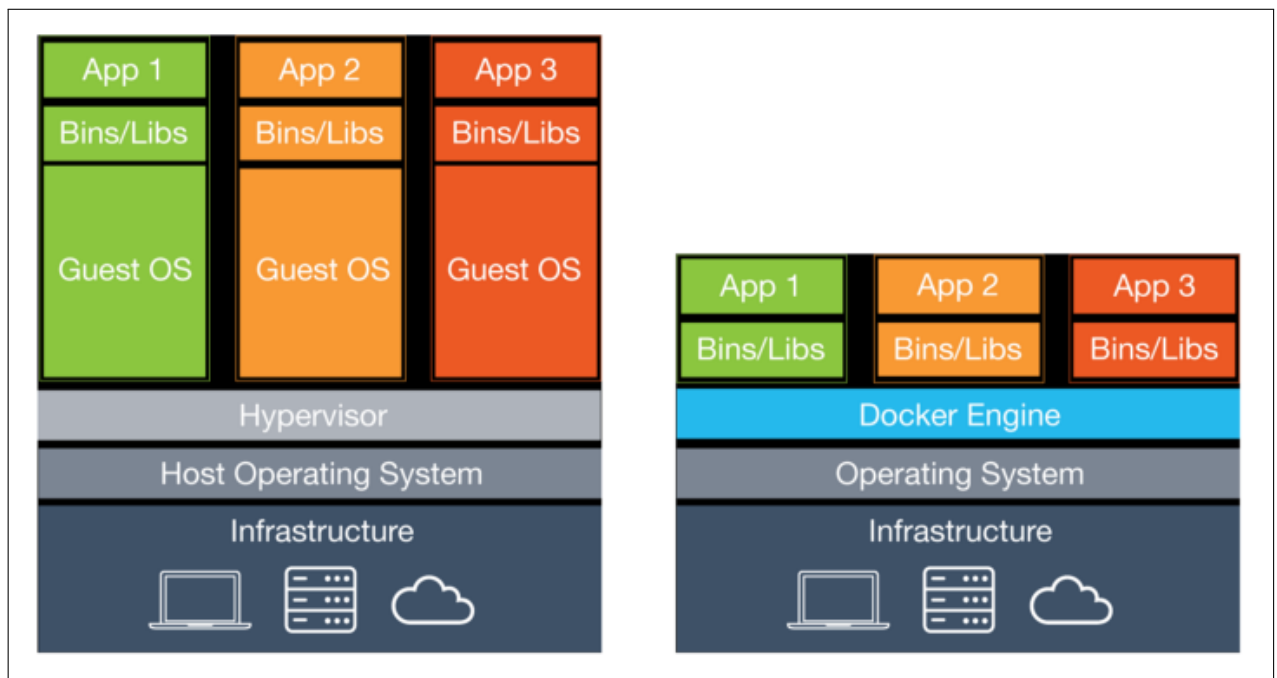 App 1
App 2
App 3
Bins/Libs
Bins/Libs
Bins/Libs
Guest OS
Guest OS
Guest OS
Hypervisor
Host Operating System
Infrastructure
App 1
App 2
App 3
Bins/Libs
Bins/Libs
Bins/Libs
Docker Engine
Operating System
Infrastructure